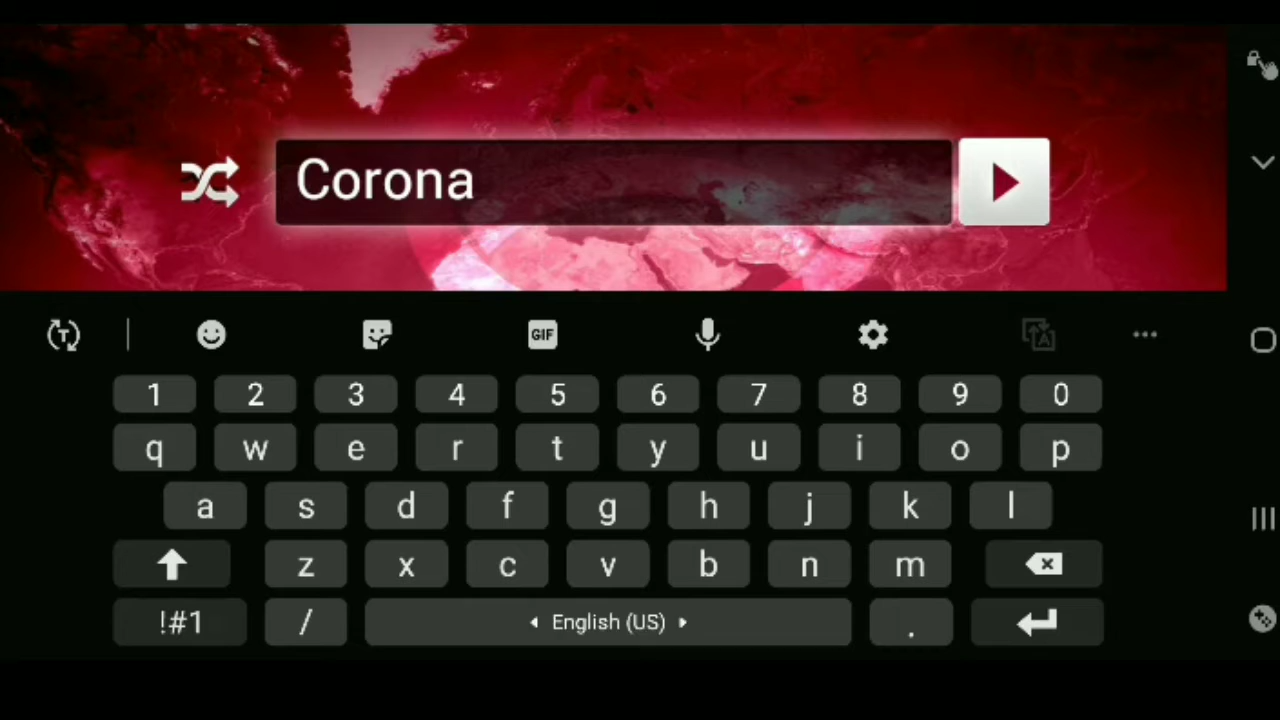 Corona
T
GIF
A
1 2 3 4 5 6 7 8 9 0
q w e r t y u i o p
a s d f g h j k l
z x c v b n m
!#1 / English (US) .